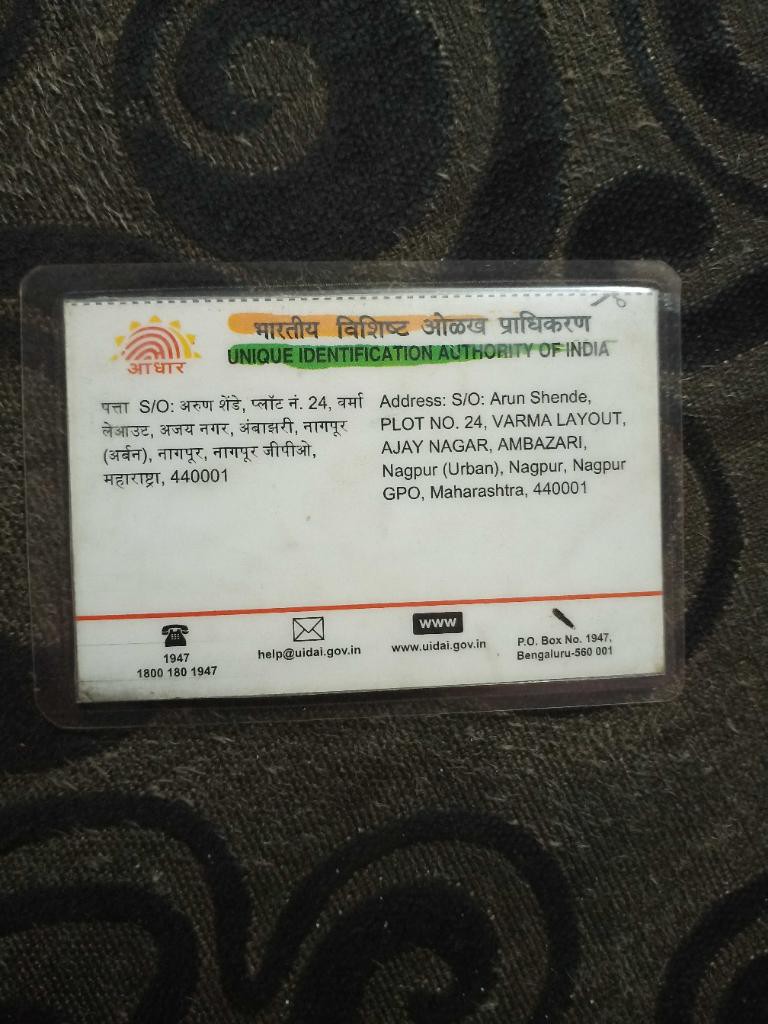 भारतीय विशिष्ट ओळख प्राधिकरण
UNIQUE IDENTIFICATION AUTHORITY OF INDIA
आधार
पत्ता S/O: अरुण शेंडे, प्लॉट नं. 24, वर्मा
लेआउट, अजय नगर, अंबाझरी, नागपूर
(अर्बन), नागपूर, नागपूर जीपीओ,
महाराष्ट्रा, 440001
Address: S/O: Arun Shende,
PLOT NO. 24, VARMA LAYOUT,
AJAY NAGAR, AMBAZARI,
Nagpur (Urban), Nagpur, Nagpur
GPO, Maharashtra, 440001
1947
1800 180 1947
help@uidai.gov.in
www
www.uidai.gov.in
P.O. Box No. 1947,
Bengaluru-560 001